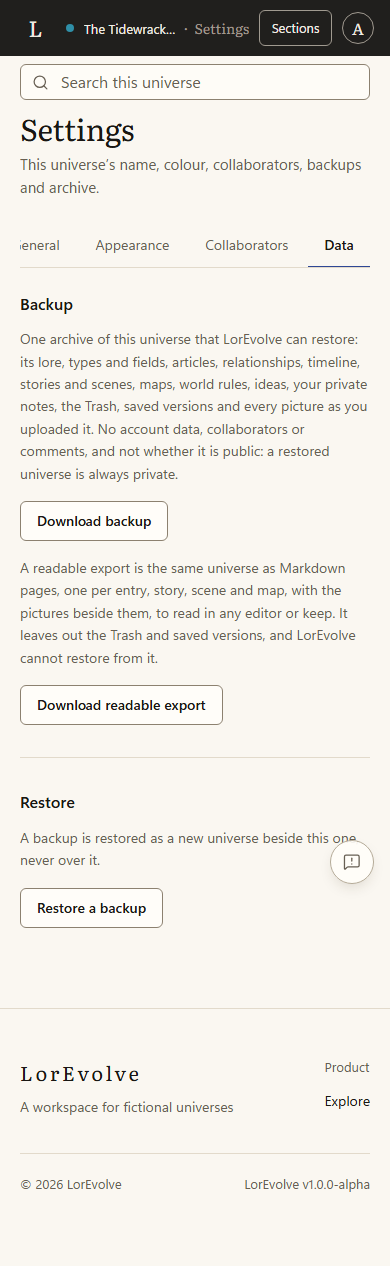 L
The Tidewrack… · Settings
Sections
A
Search this universe
Settings
This universe's name, colour, collaborators, backups
and archive.
General
Appearance
Collaborators
Data
Backup
One archive of this universe that LorEvolve can restore:
its lore, types and fields, articles, relationships, timeline,
stories and scenes, maps, world rules, ideas, your private
notes, the Trash, saved versions and every picture as you
uploaded it. No account data, collaborators or
comments, and not whether it is public: a restored
universe is always private.
Download backup
A readable export is the same universe as Markdown
pages, one per entry, story, scene and map, with the
pictures beside them, to read in any editor or keep. It
leaves out the Trash and saved versions, and LorEvolve
cannot restore from it.
Download readable export
Restore
A backup is restored as a new universe beside this one,
never over it.
Restore a backup
LorEvolve
A workspace for fictional universes
Product
Explore
© 2026 LorEvolve
LorEvolve v1.0.0-alpha